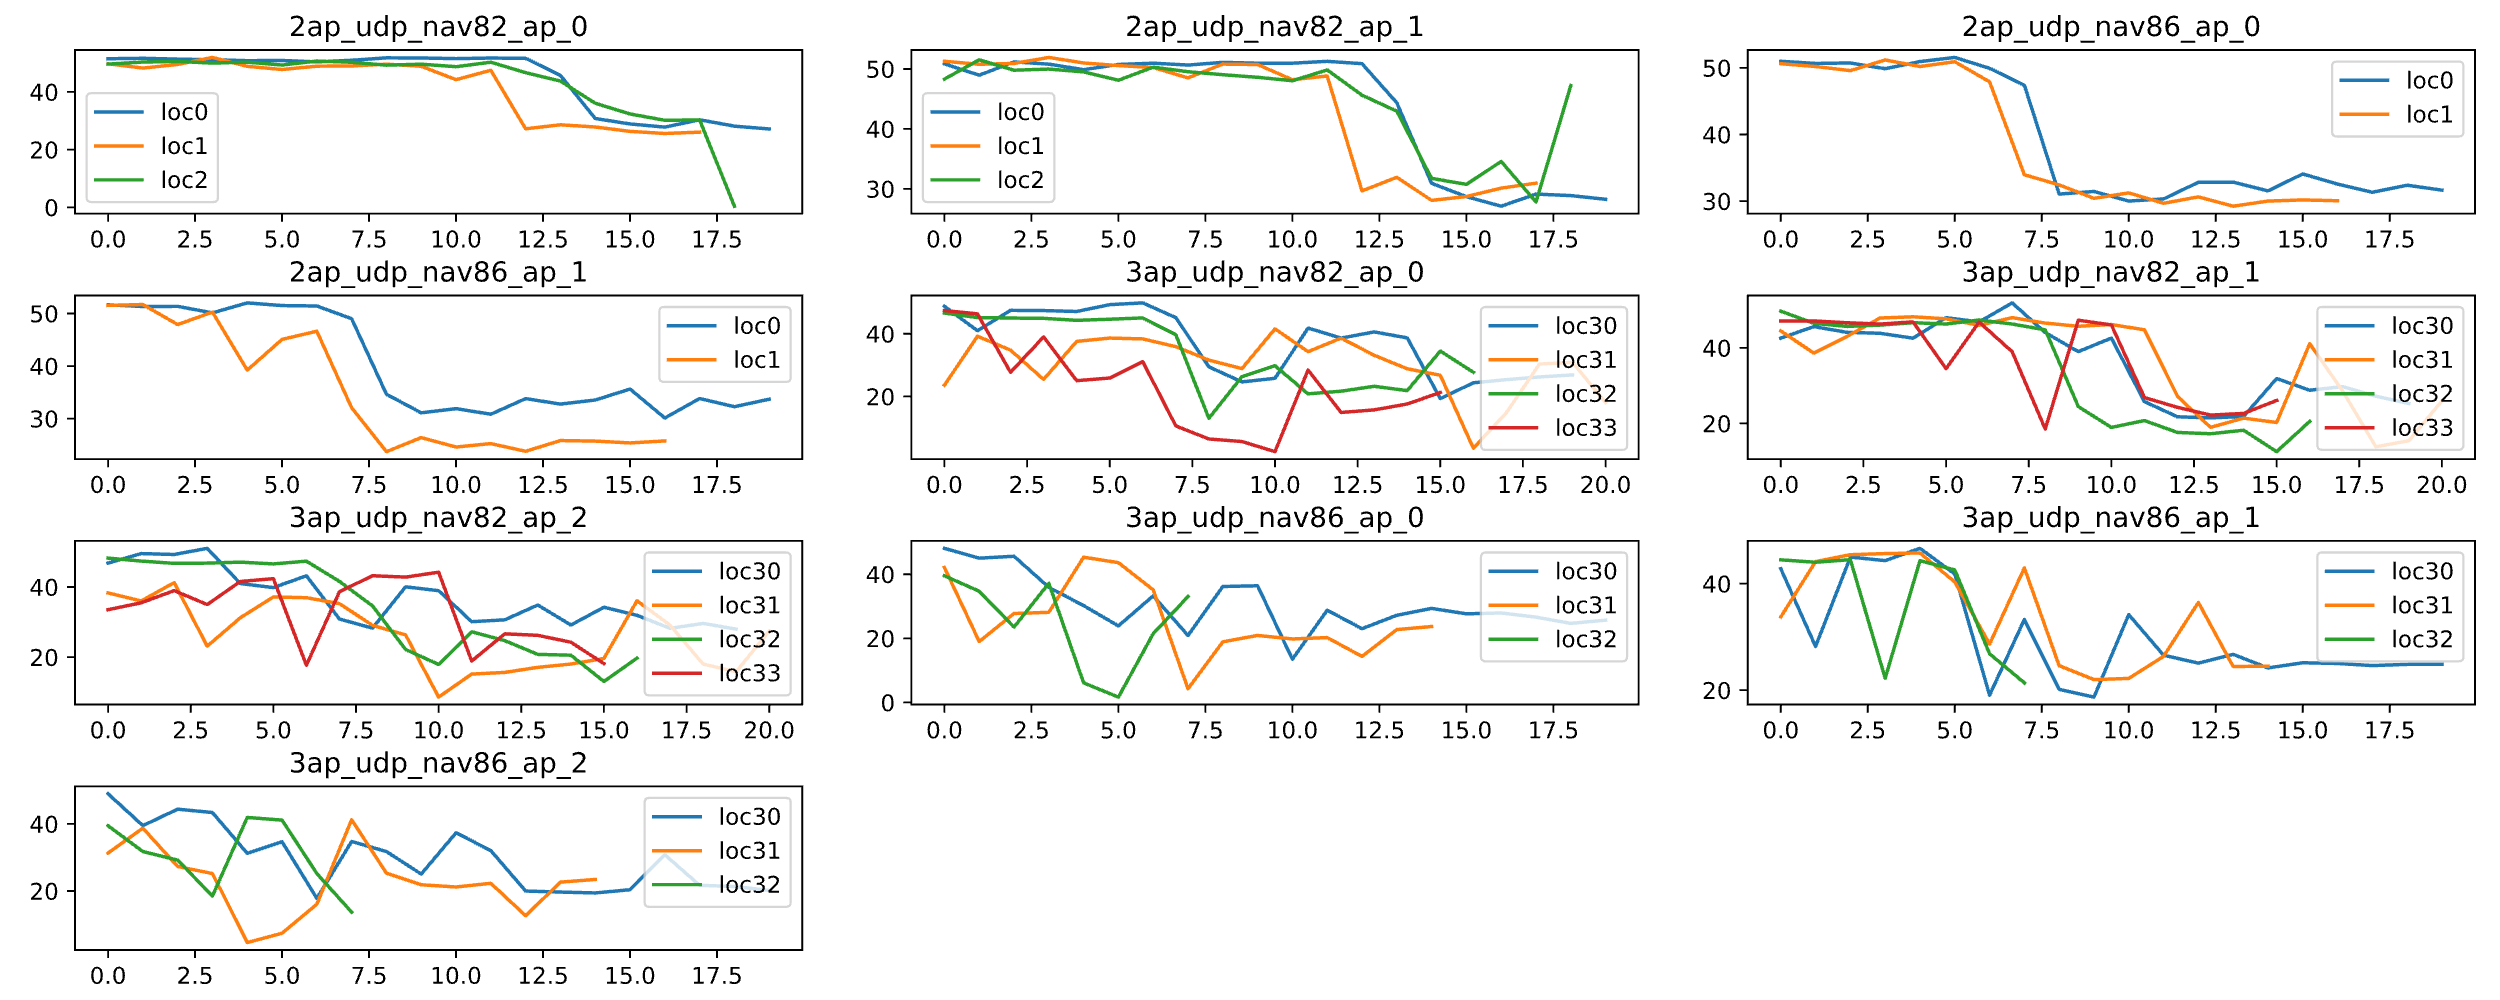 2ap_udp_nav82_ap_0
40
20
0
loc0
loc1
loc2
0.0 2.5 5.0 7.5 10.0 12.5 15.0 17.5
2ap_udp_nav82_ap_1
50
40
30
loc0
loc1
loc2
0.0 2.5 5.0 7.5 10.0 12.5 15.0 17.5
2ap_udp_nav86_ap_0
50
40
30
loc0
loc1
0.0 2.5 5.0 7.5 10.0 12.5 15.0 17.5
2ap_udp_nav86_ap_1
50
40
30
loc0
loc1
0.0 2.5 5.0 7.5 10.0 12.5 15.0 17.5
3ap_udp_nav82_ap_0
40
20
loc30
loc31
loc32
loc33
0.0 2.5 5.0 7.5 10.0 12.5 15.0 17.5 20.0
3ap_udp_nav82_ap_1
40
20
loc30
loc31
loc32
loc33
0.0 2.5 5.0 7.5 10.0 12.5 15.0 17.5 20.0
3ap_udp_nav82_ap_2
40
20
loc30
loc31
loc32
loc33
0.0 2.5 5.0 7.5 10.0 12.5 15.0 17.5 20.0
3ap_udp_nav86_ap_0
40
20
0
loc30
loc31
loc32
0.0 2.5 5.0 7.5 10.0 12.5 15.0 17.5
3ap_udp_nav86_ap_1
40
20
loc30
loc31
loc32
0.0 2.5 5.0 7.5 10.0 12.5 15.0 17.5
3ap_udp_nav86_ap_2
40
20
loc30
loc31
loc32
0.0 2.5 5.0 7.5 10.0 12.5 15.0 17.5